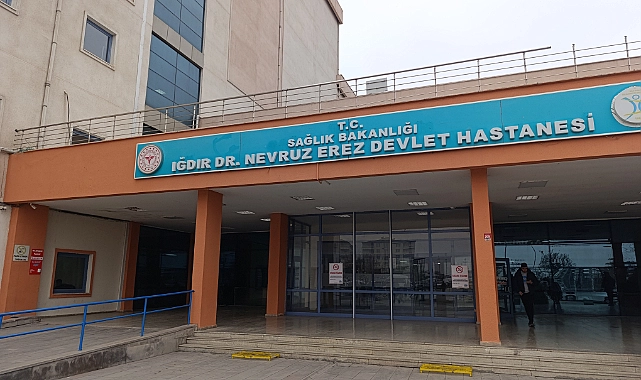 T.C.
SAĞLIK BAKANLIĞI
IĞDIR DR. NEVRUZ EREZ DEVLET HASTANESİ